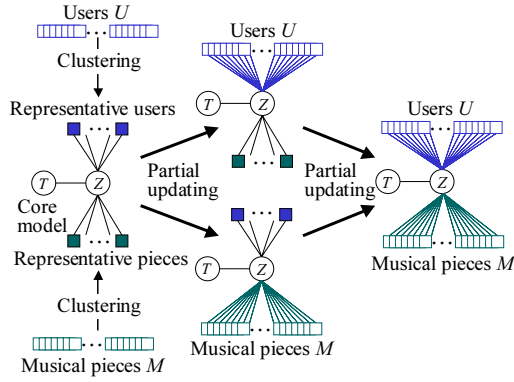 Users U
...
Clustering
Representative users
...
T
Z
Core
model
...
Representative pieces
Clustering
...
Musical pieces M
Users U
...
T
Z
...
Partial
updating
...
T
Z
...
Musical pieces M
Partial
updating
Users U
...
T
Z
...
Musical pieces M